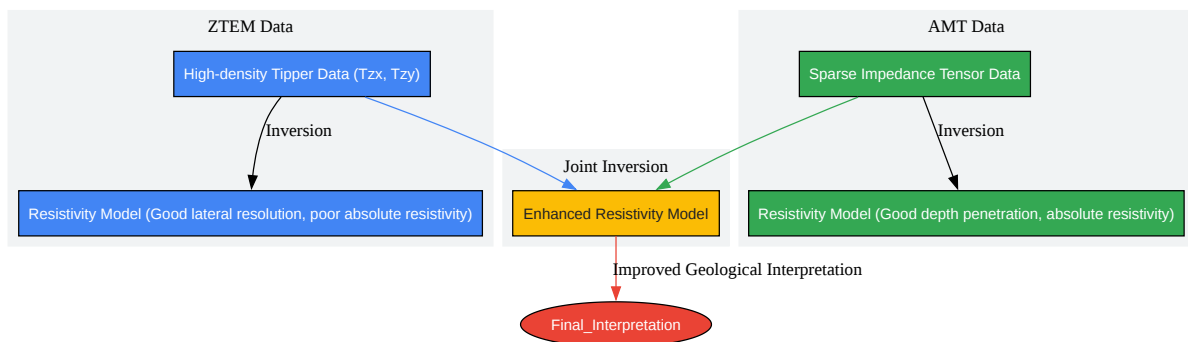 ZTEM Data
AMT Data
High-density Tipper Data (Tzx, Tzy)
Sparse Impedance Tensor Data
Inversion
Inversion
Joint Inversion
Resistivity Model (Good lateral resolution, poor absolute resistivity)
Enhanced Resistivity Model
Resistivity Model (Good depth penetration, absolute resistivity)
Improved Geological Interpretation
Final_Interpretation